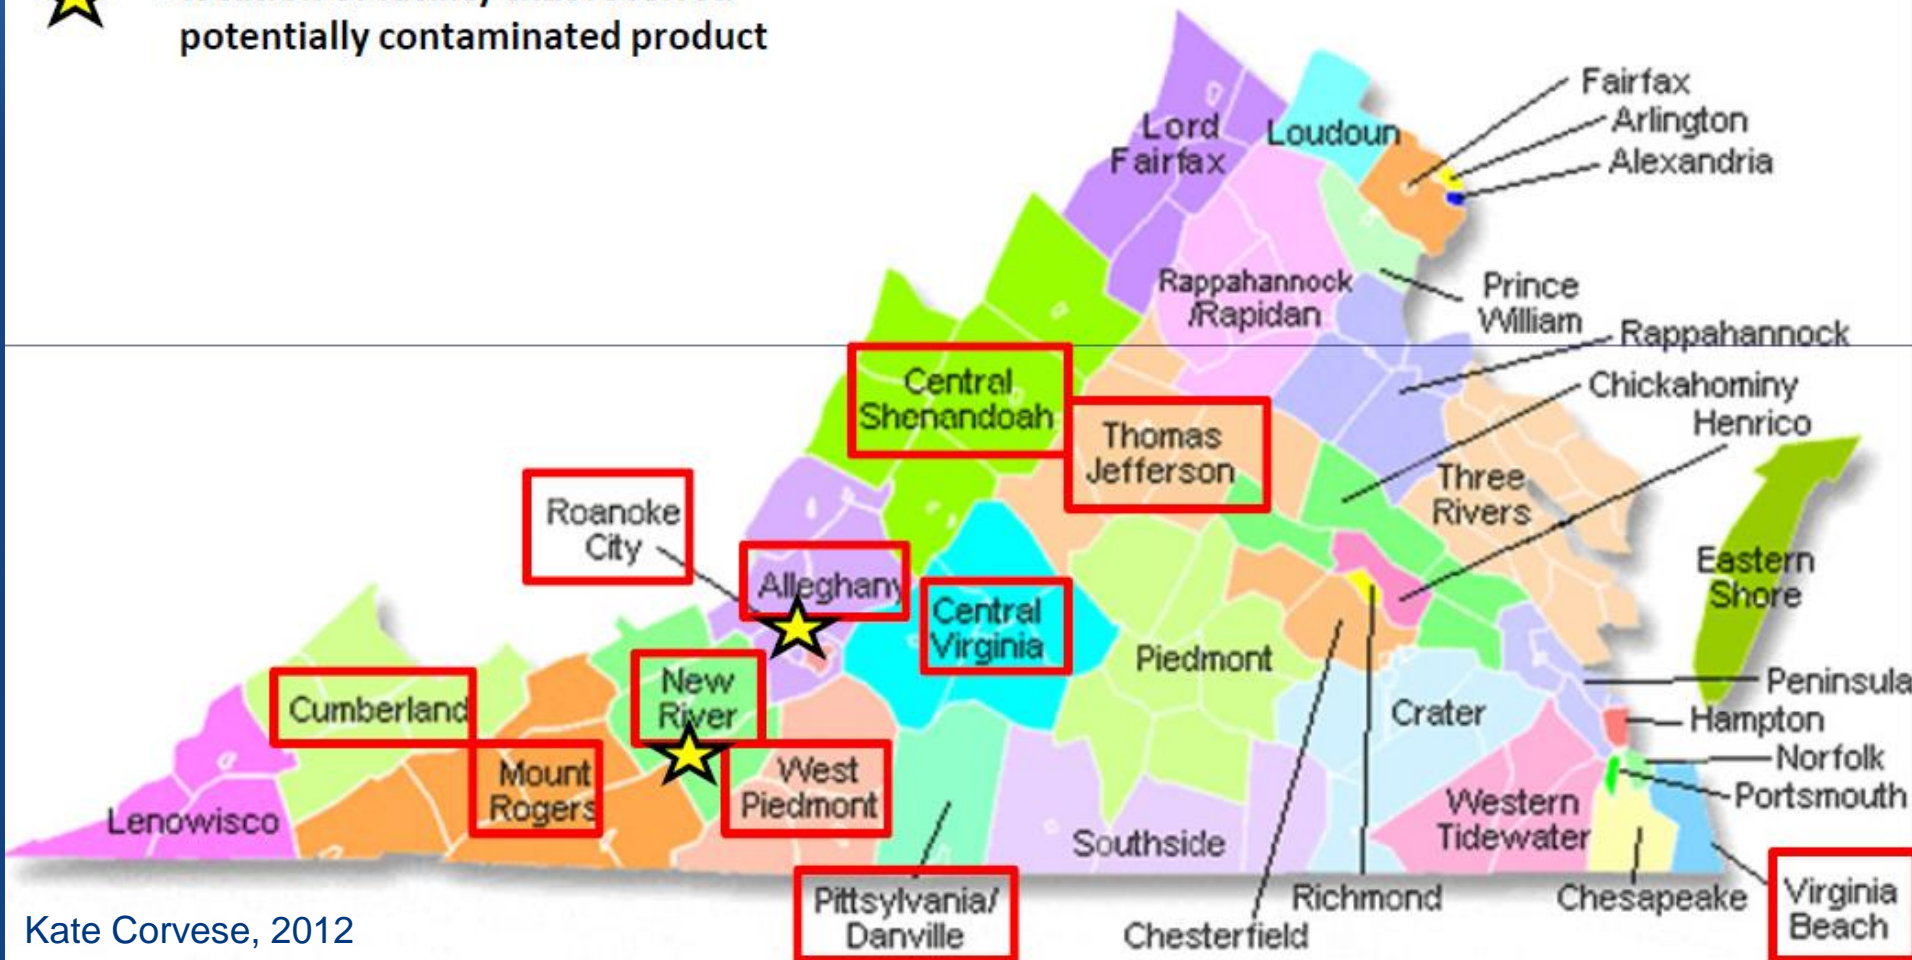 potentially contaminated product
Fairfax
Arlington
Alexandria
Lord
Fairfax
Loudoun
Rappahannock
/Rapidan
Prince
William
Rappahannock
Chickahominy
Henrico
Central
Shenandoah
Thomas
Jefferson
Three
Rivers
Roanoke
City
Alleghany
Central
Virginia
Eastern
Shore
Piedmont
New
River
Cumberland
Crater
Peninsula
Hampton
Norfolk
Portsmouth
Mount
Rogers
West
Piedmont
Western
Tidewater
Lenowisco
Southside
Pittsylvania/
Danville
Richmond
Chesterfield
Chesapeake
Virginia
Beach
Kate Corvese, 2012